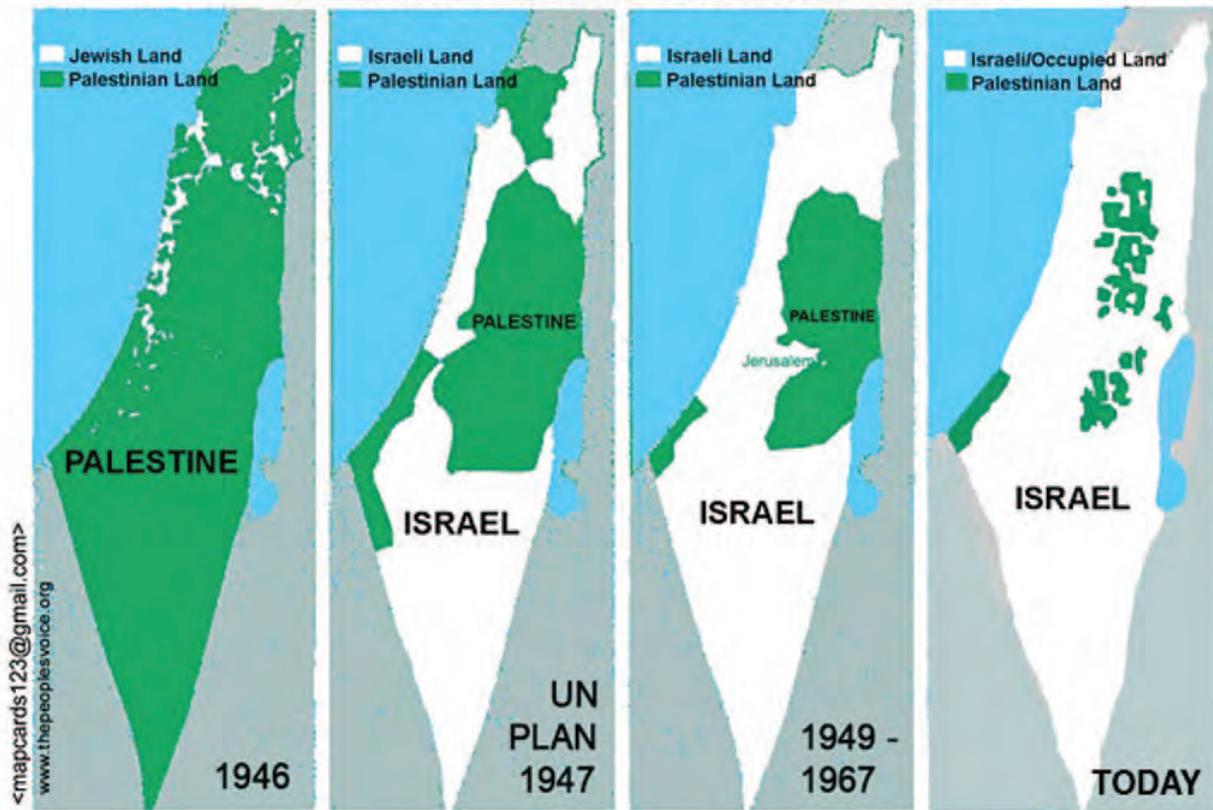 Jewish Land
Palestinian Land
PALESTINE
1946
<mapcards123@gmail.com>
www.thepeoplesvoice.org
Israeli Land
Palestinian Land
PALESTINE
ISRAEL
UN
PLAN
1947
Israeli Land
Palestinian Land
PALESTINE
Jerusalem
ISRAEL
1949 -
1967
Israeli/Occupied Land
Palestinian Land
ISRAEL
TODAY